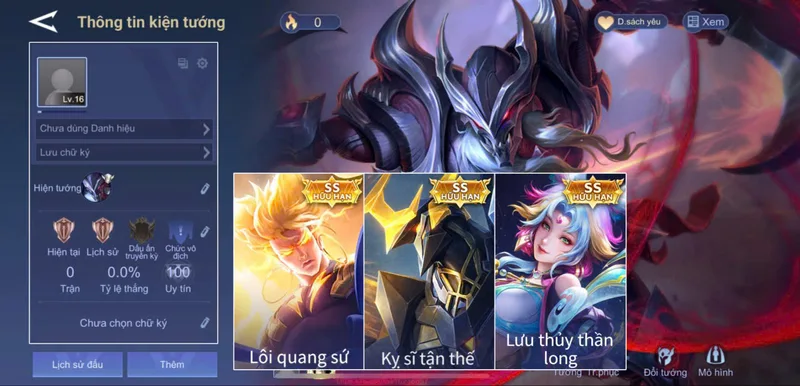 Thông tin kiện tướng
0
D.sách yêu
Xem
Lv.16
Chưa dùng Danh hiệu
Lưu chữ ký
Hiện tướng
Hiện tại
Lịch sử
Dấu ấn truyền kỳ
Chức vô địch
0
0.0%
100
Trận
Tỷ lệ thắng
Uy tín
Chưa chọn chữ ký
Lịch sử đấu
Thêm
SS
HỮU HẠN
Lôi quang sứ
SS
HỮU HẠN
Kỵ sĩ tận thế
SS
HỮU HẠN
Lưu thủy thần
long
Tướng
Tr.phục
Đổi tướng
Mô hình